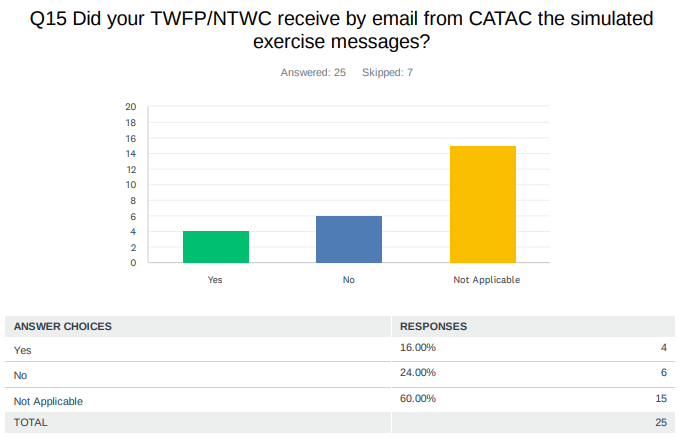 Q15 Did your TWFP/NTWC receive by email from CATAC the simulated
exercise messages?
Answered: 25 Skipped: 7
20
18
16
14
12
10
8
6
4
2
0
Yes No Not Applicable
ANSWER CHOICES RESPONSES
Yes 16.00% 4
No 24.00% 6
Not Applicable 60.00% 15
TOTAL 25